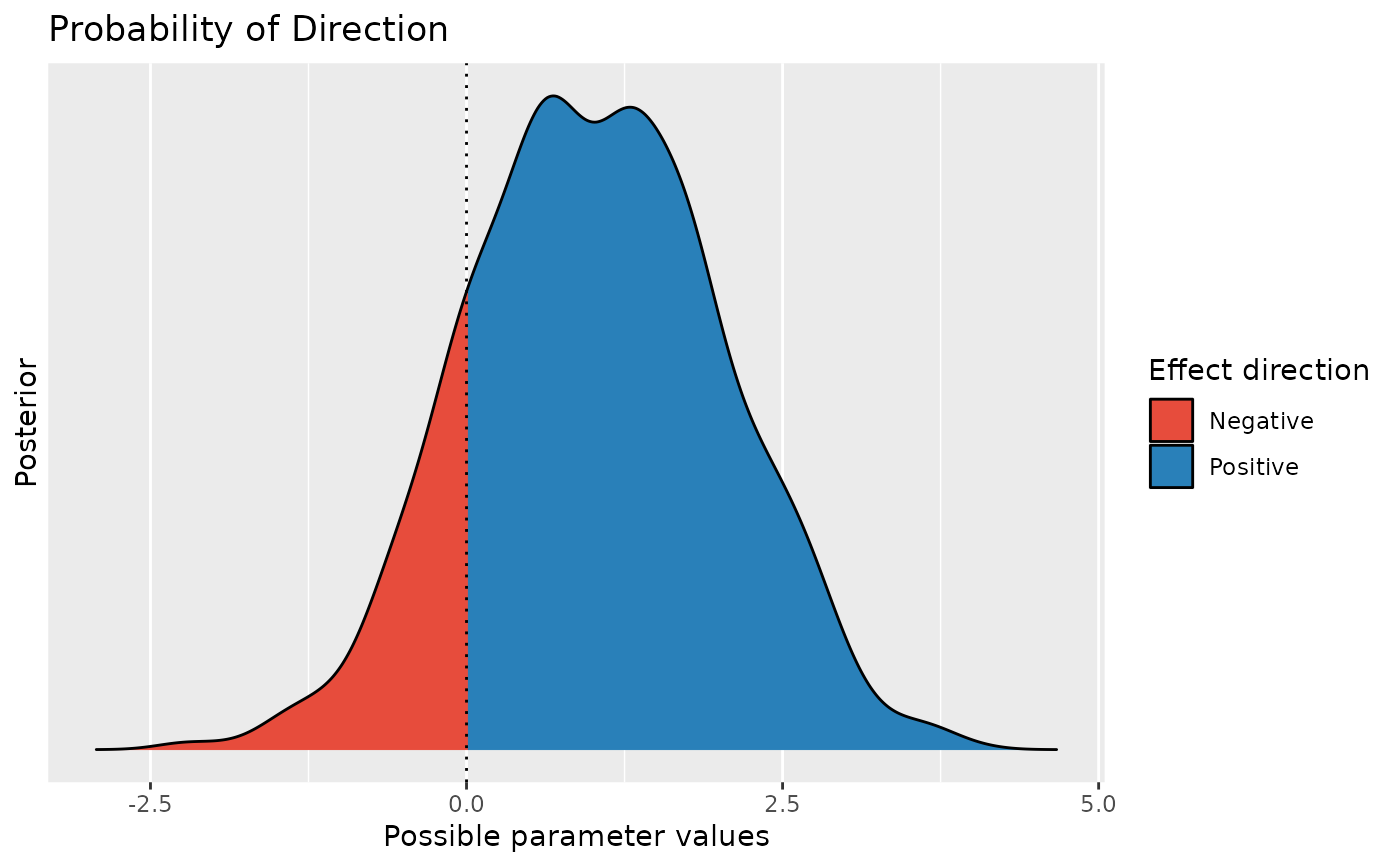 Probability of Direction
Posterior
-2.5
0.0
2.5
5.0
Possible parameter values
Effect direction
Negative
Positive